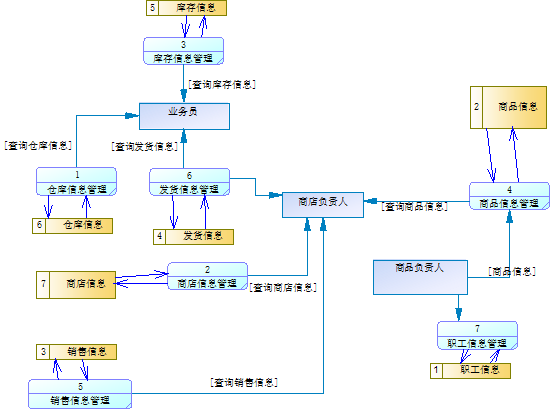 5 库存信息
3
库存信息管理
[查询库存信息]
业务员
2 商品信息
[查询仓库信息]
[查询发货信息]
1
仓库信息管理
6
发货信息管理
4
商品信息管理
商店负责人
[查询商品信息]
6 仓库信息
4 发货信息
商品负责人
[商品信息]
2
商店信息管理
7 商店信息
[查询商店信息]
7
职工信息管理
3 销售信息
1 职工信息
5
销售信息管理
[查询销售信息]